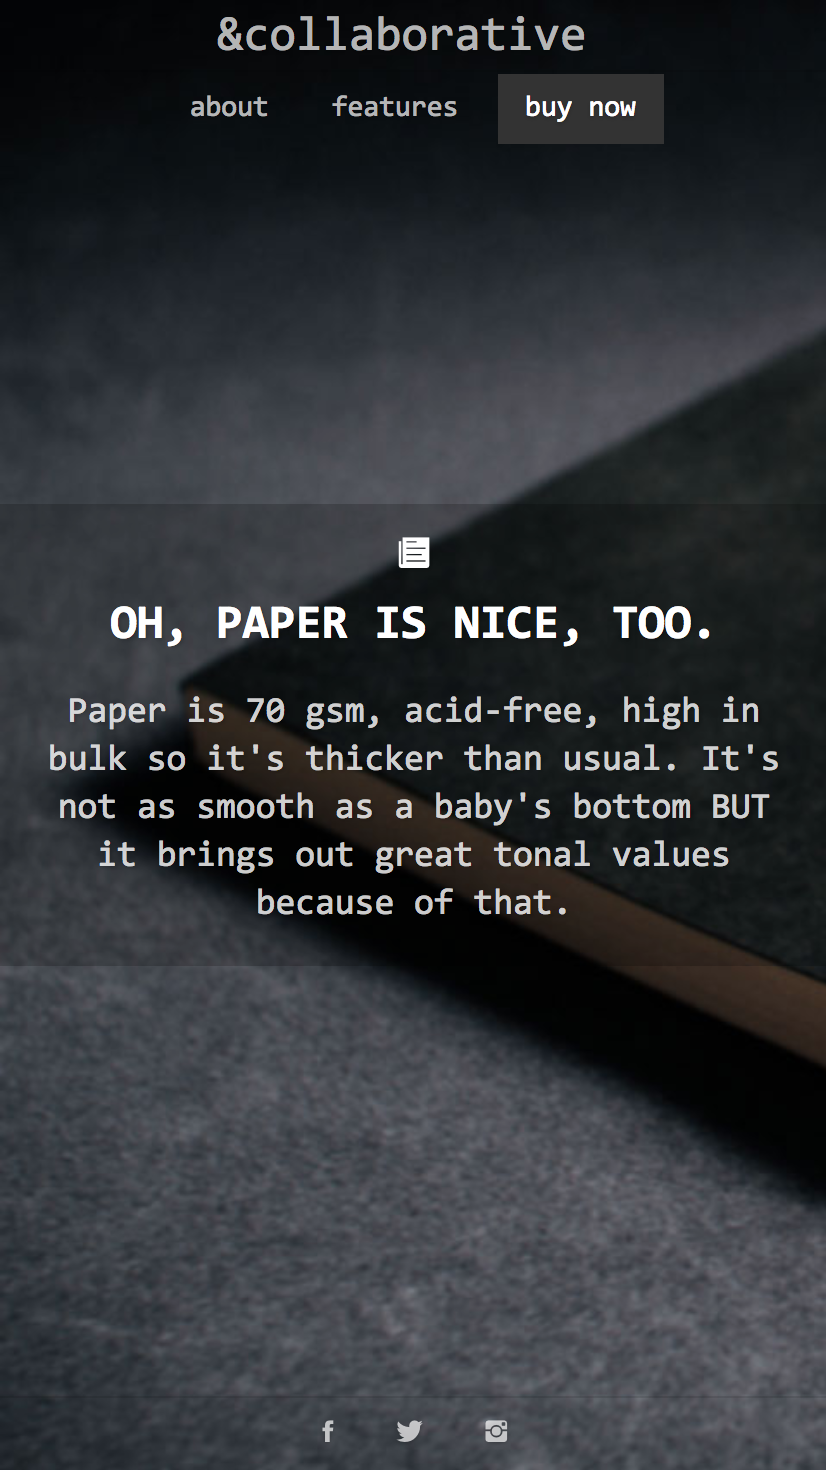 &collaborative
about features buy now
OH, PAPER IS NICE, TOO.
Paper is 70 gsm, acid-free, high in
bulk so it's thicker than usual. It's
not as smooth as a baby's bottom BUT
it brings out great tonal values
because of that.